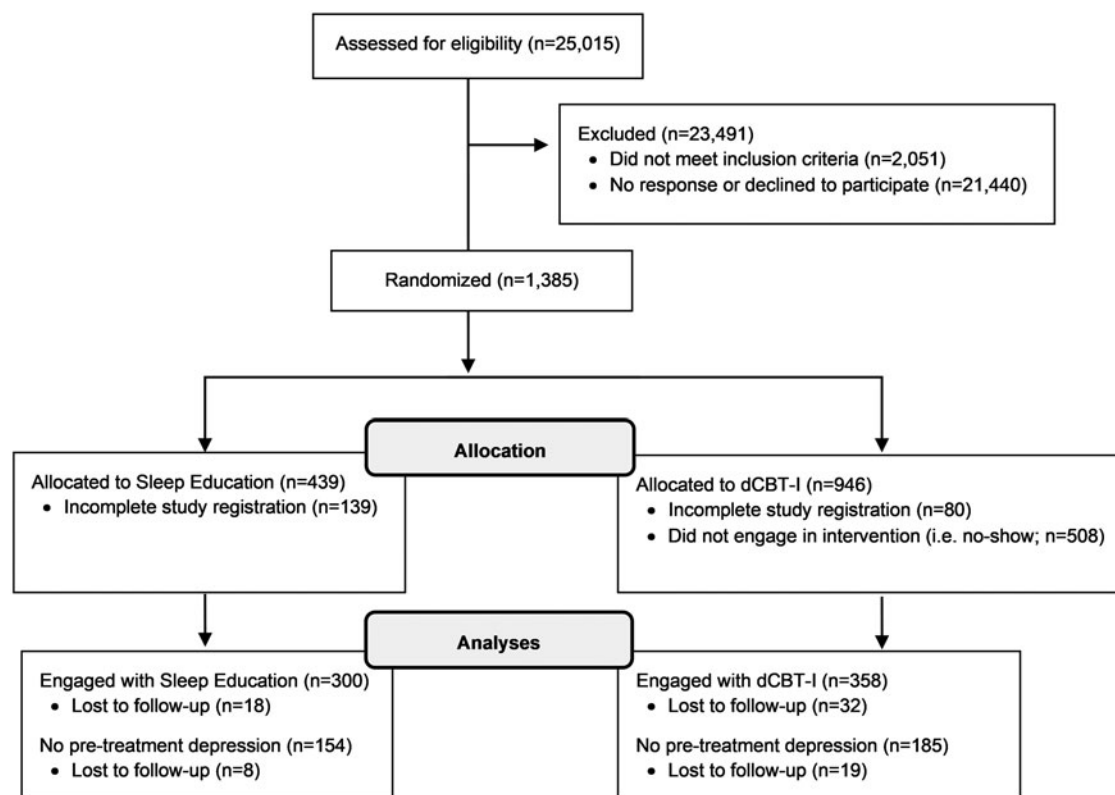 Assessed for eligibility (n=25,015)
Excluded (n=23,491)
• Did not meet inclusion criteria (n=2,051)
• No response or declined to participate (n=21,440)
Randomized (n=1,385)
Allocation
Allocated to Sleep Education (n=439)
• Incomplete study registration (n=139)
Allocated to dCBT-I (n=946)
• Incomplete study registration (n=80)
• Did not engage in intervention (i.e. no-show; n=508)
Analyses
Engaged with Sleep Education (n=300)
• Lost to follow-up (n=18)
No pre-treatment depression (n=154)
• Lost to follow-up (n=8)
Engaged with dCBT-I (n=358)
• Lost to follow-up (n=32)
No pre-treatment depression (n=185)
• Lost to follow-up (n=19)